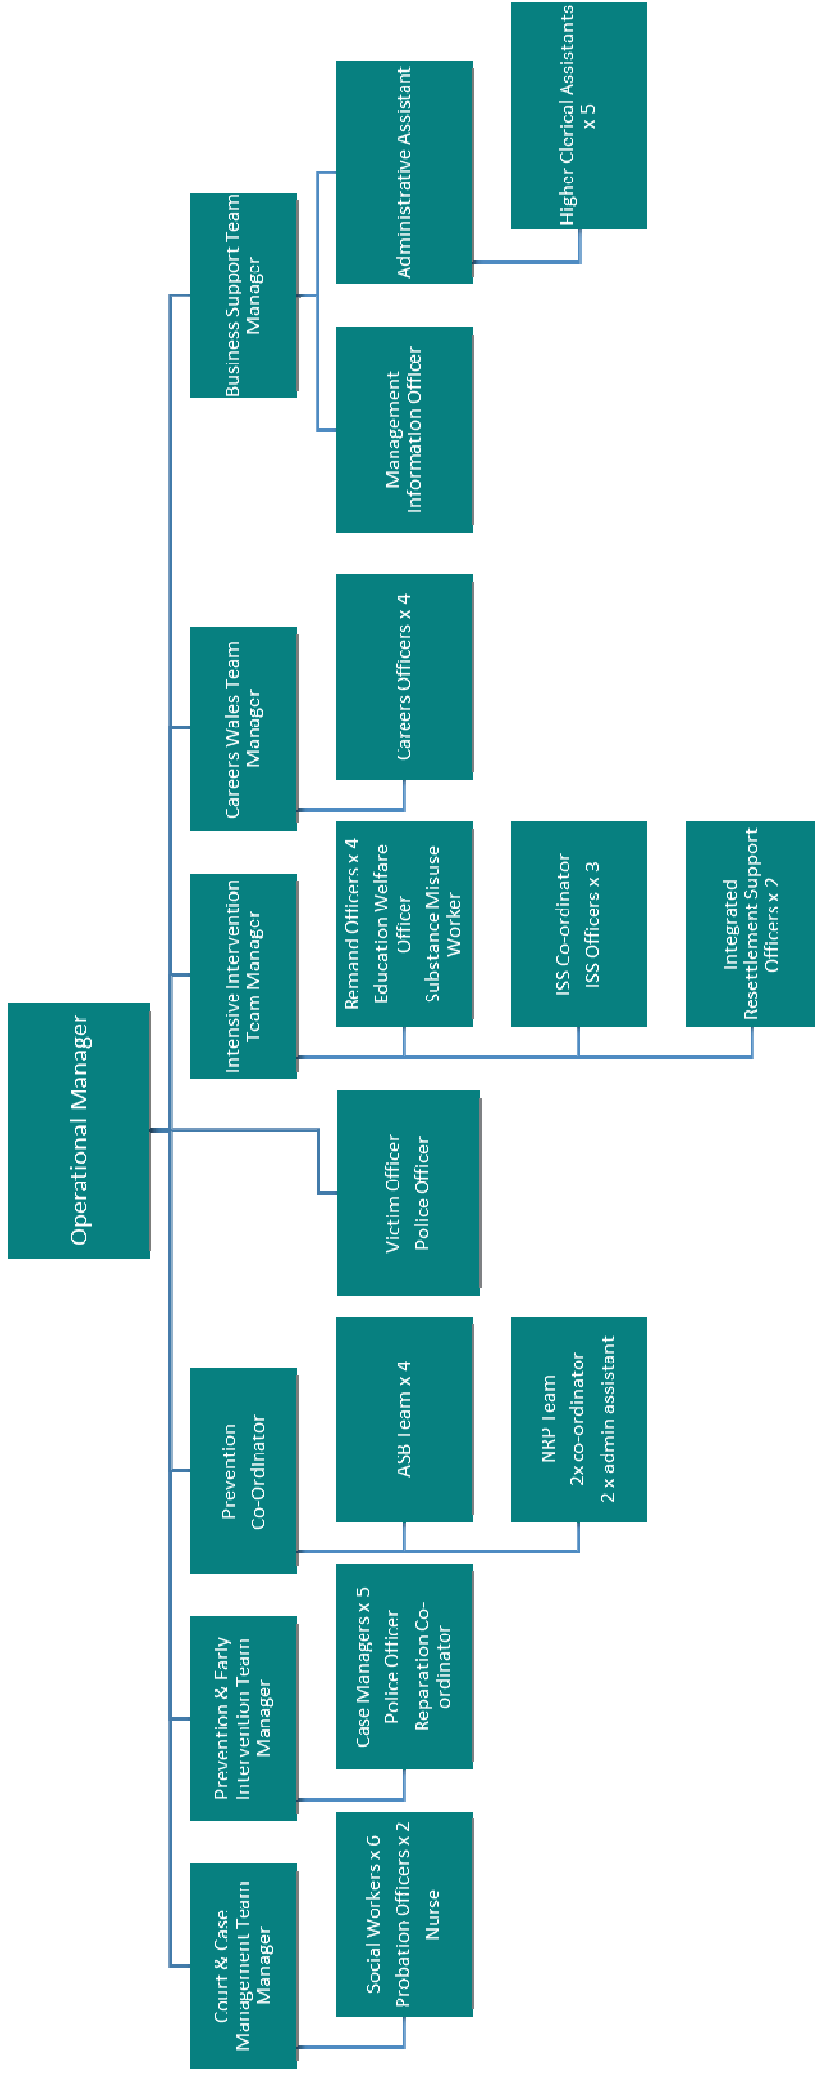 Operational Manager
Court & Case
Management Team
Manager
Prevention & Early
Intervention Team
Manager
Prevention
Co-Ordinator
Intensive Intervention
Team Manager
Careers Wales Team
Manager
Business Support Team
Manager
Social Workers x 6
Probation Officers x 2
Nurse
Case Managers x 5
Police Officer
Reparation Co-
ordinator
ASB Team x 4
NRP Team
2x co-ordinator
2 x admin assistant
Victim Officer
Police Officer
Remand Officers x 4
Education Welfare
Officer
Substance Misuse
Worker
ISS Co-ordinator
ISS Officers x 3
Integrated
Resettlement Support
Officers x 2
Careers Officers x 4
Management
Information Officer
Administrative Assistant
Higher Clerical Assistants
x 5